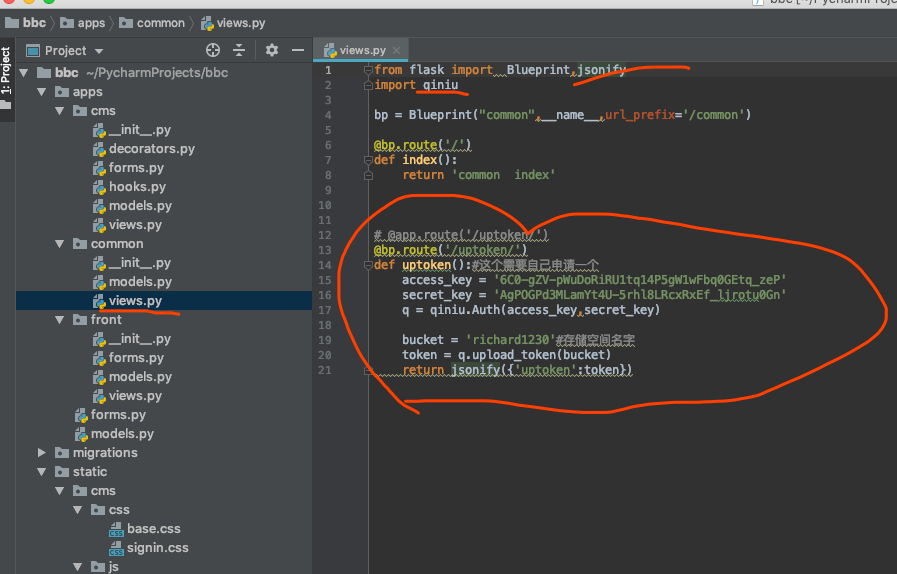 bbc [~/PycharmProjec
bbc apps common views.py
Project
views.py
1: Project
bbc ~/PycharmProjects/bbc
apps
cms
__init__.py
decorators.py
forms.py
hooks.py
models.py
views.py
common
__init__.py
models.py
views.py
front
__init__.py
forms.py
models.py
views.py
forms.py
models.py
migrations
static
cms
css
base.css
signin.css
js
1 from flask import Blueprint,jsonify
2 import qiniu
3
4 bp = Blueprint("common",__name__,url_prefix='/common')
5
6 @bp.route('/')
7 def index():
8 return 'common index'
9
10
11
12 # @app.route('/uptoken/')
13 @bp.route('/uptoken/')
14 def uptoken():#这个需要自己申请一个
15 access_key = '6C0-gZV-pWuDoRiRU1tq14P5gW1wFbq0GEtq_zeP'
16 secret_key = 'AgPOGPd3MLamYt4U-5rhl8LRcxRxEf_lirotu0Gn'
17 q = qiniu.Auth(access_key,secret_key)
18
19 bucket = 'richard1230'#存储空间名字
20 token = q.upload_token(bucket)
21 return jsonify({'uptoken':token})